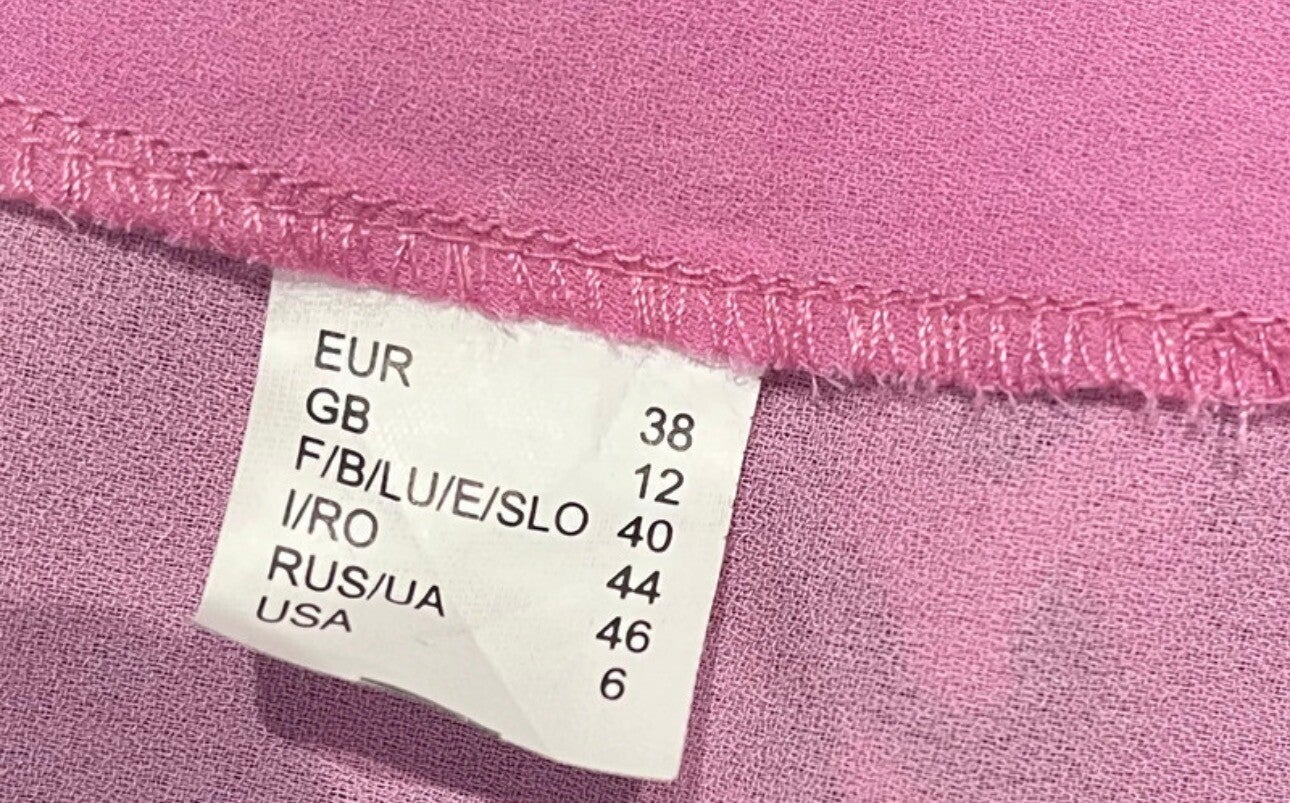 EUR 38
GB 12
F/B/LU/E/SLO 40
I/RO 44
RUS/UA 46
USA 6